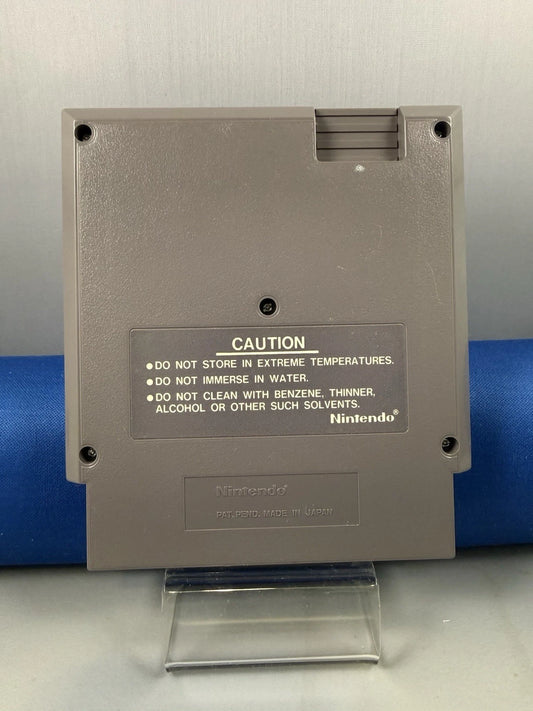 CAUTION
●DO NOT STORE IN EXTREME TEMPERATURES.
●DO NOT IMMERSE IN WATER.
●DO NOT CLEAN WITH BENZENE, THINNER,
ALCOHOL OR OTHER SUCH SOLVENTS.
Nintendo®
Nintendo®
PAT.PEND. MADE IN JAPAN